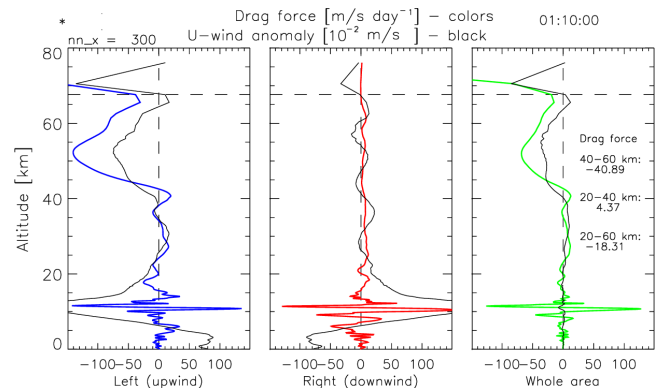 Drag force [m/s day⁻¹] – colors
01:10:00
*
nn_x = 300
U-wind anomaly [10⁻² m/s ] – black
Altitude [km]
80
60
40
20
0
Drag force
40–60 km:
−40.89
20–40 km:
4.37
20–60 km:
−18.31
−100 −50 0 50 100
−100 −50 0 50 100 150
−100 −50 0 50 100 150
Left (upwind)
Right (downwind)
Whole area